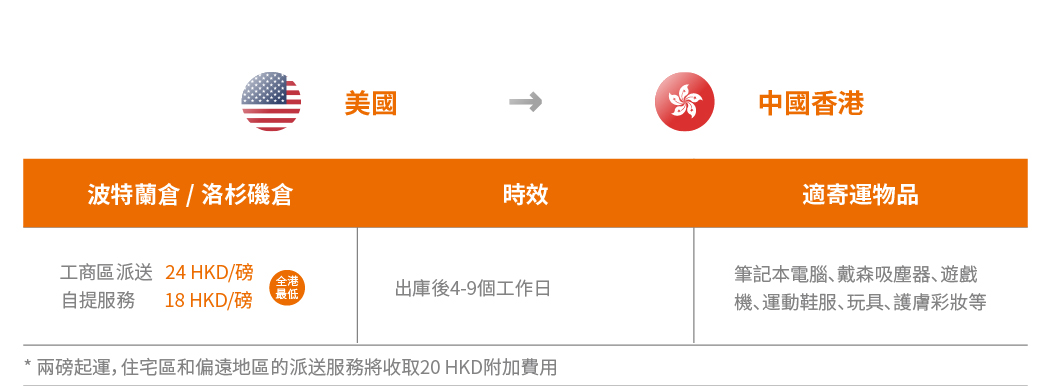 美國 → 中國香港
波特蘭倉 / 洛杉磯倉 時效 適寄運物品
工商區派送 24 HKD/磅
自提服務 18 HKD/磅
全港
最低
出庫後4-9個工作日
筆記本電腦、戴森吸塵器、遊戲
機、運動鞋服、玩具、護膚彩妝等
* 兩磅起運，住宅區和偏遠地區的派送服務將收取20 HKD附加費用